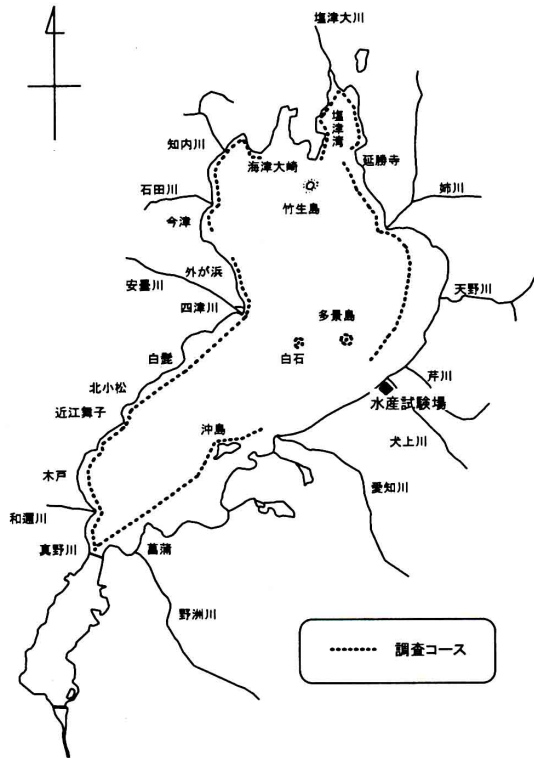 塩津大川
知内川
海津大崎
塩津湾
延勝寺
石田川
竹生島
姉川
今津
外が浜
安曇川
天野川
四津川
多景島
白髭
白石
芹川
北小松
水産試験場
近江舞子
沖島
犬上川
木戸
愛知川
和邇川
真野川
菖蒲
野洲川
調査コース